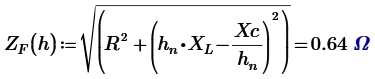 Z_F(h) := √(R² + (h_n • X_L − Xc/h_n)²) = 0.64 Ω